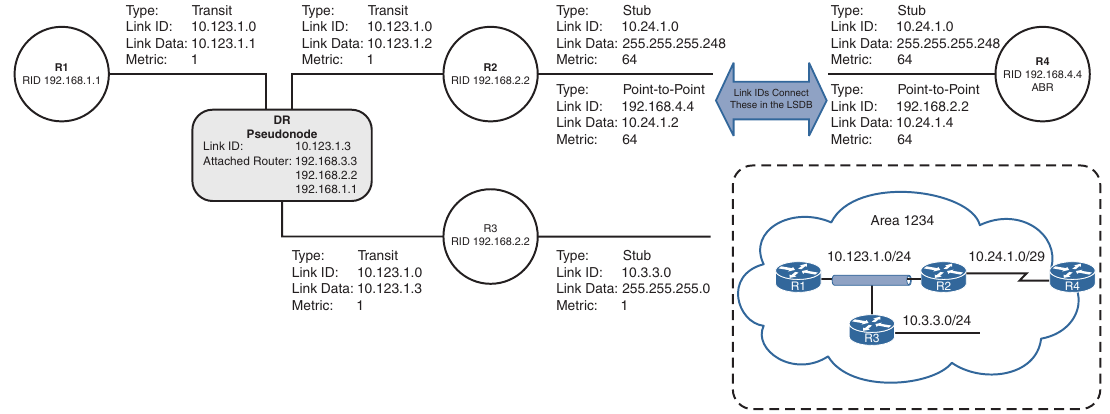 Type: Transit
Link ID: 10.123.1.0
Link Data: 10.123.1.1
Metric: 1
Type: Transit
Link ID: 10.123.1.0
Link Data: 10.123.1.2
Metric: 1
Type: Stub
Link ID: 10.24.1.0
Link Data: 255.255.255.248
Metric: 64
Type: Stub
Link ID: 10.24.1.0
Link Data: 255.255.255.248
Metric: 64
R1
RID 192.168.1.1
R2
RID 192.168.2.2
R4
RID 192.168.4.4
ABR
Type: Point-to-Point
Link ID: 192.168.4.4
Link Data: 10.24.1.2
Metric: 64
Link IDs Connect
These in the LSDB
Type: Point-to-Point
Link ID: 192.168.2.2
Link Data: 10.24.1.4
Metric: 64
DR
Pseudonode
Link ID: 10.123.1.3
Attached Router: 192.168.3.3
192.168.2.2
192.168.1.1
R3
RID 192.168.2.2
Type: Transit
Link ID: 10.123.1.0
Link Data: 10.123.1.3
Metric: 1
Type: Stub
Link ID: 10.3.3.0
Link Data: 255.255.255.0
Metric: 1
Area 1234
10.123.1.0/24
10.24.1.0/29
R1
R2
R4
10.3.3.0/24
R3